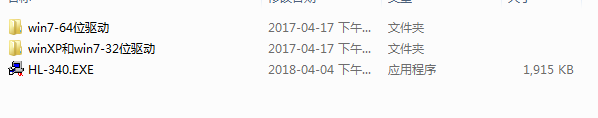 win7-64位驱动 2017-04-17 下午... 文件夹
winXP和win7-32位驱动 2017-04-17 下午... 文件夹
HL-340.EXE 2018-04-04 下午... 应用程序 1,915 KB